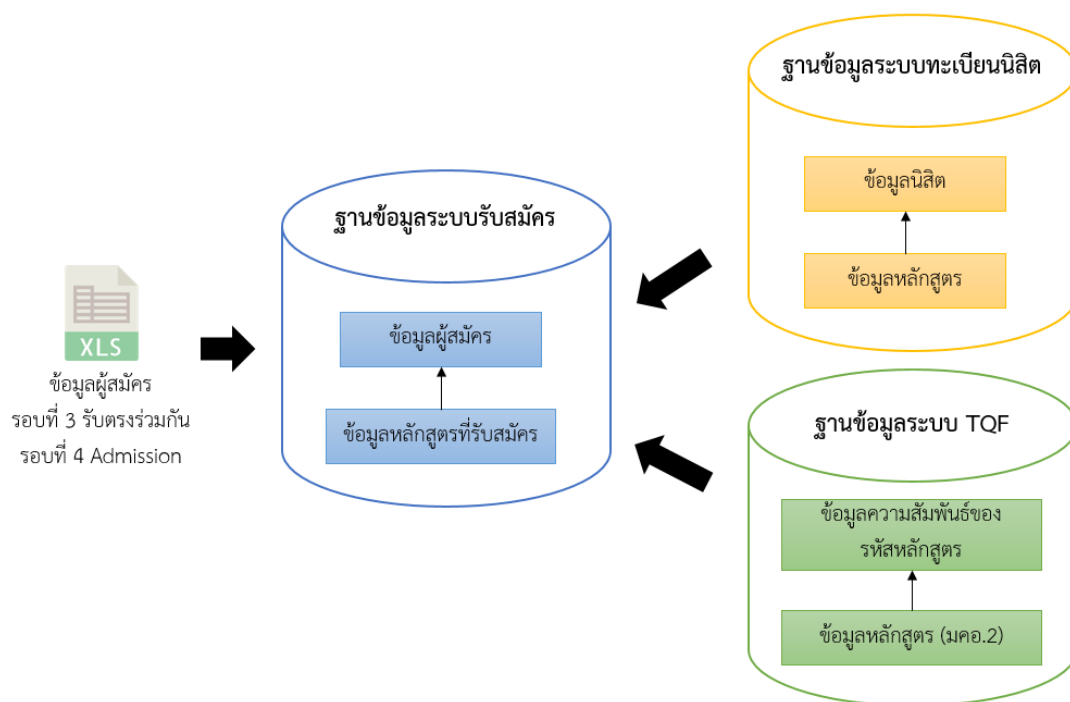 XLS
ข้อมูลผู้สมัคร
รอบที่ 3 รับตรงร่วมกัน
รอบที่ 4 Admission
ฐานข้อมูลระบบรับสมัคร
ข้อมูลผู้สมัคร
ข้อมูลหลักสูตรที่รับสมัคร
ฐานข้อมูลระบบทะเบียนนิสิต
ข้อมูลนิสิต
ข้อมูลหลักสูตร
ฐานข้อมูลระบบ TQF
ข้อมูลความสัมพันธ์ของ
รหัสหลักสูตร
ข้อมูลหลักสูตร (มคอ.2)